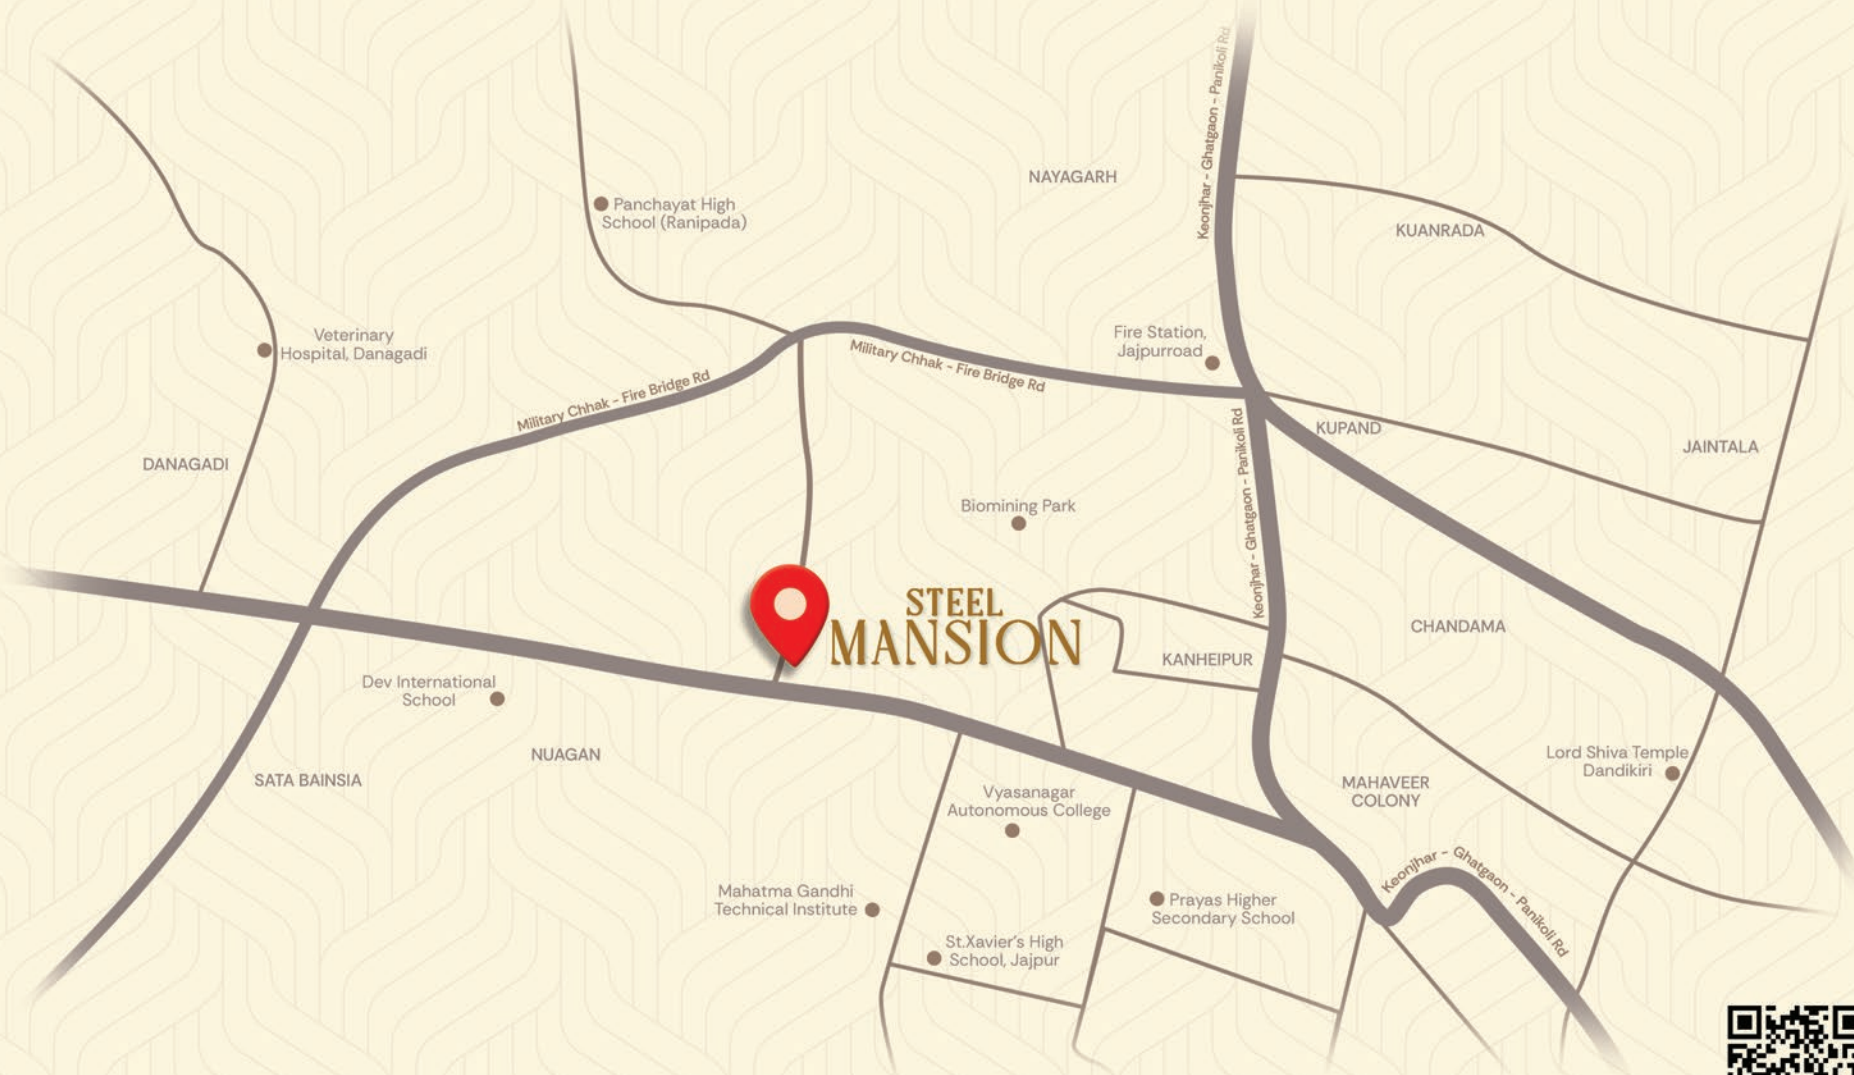 Keonjhar - Ghatgaon - Panikoli Rd
NAYAGARH
Panchayat High
School (Ranipada)
KUANRADA
Veterinary
Hospital, Danagadi
Fire Station,
Jajpurroad
Military Chhak - Fire Bridge Rd
Military Chhak - Fire Bridge Rd
KUPAND
JAINTALA
DANAGADI
Keonjhar - Ghatgaon - Panikoli Rd
Biomining Park
STEEL
MANSION
CHANDAMA
KANHEIPUR
Dev International
School
NUAGAN
SATA BAINSIA
Lord Shiva Temple
Dandikiri
MAHAVEER
COLONY
Vyasanagar
Autonomous College
Keonjhar - Ghatgaon - Panikoli Rd
Mahatma Gandhi
Technical Institute
Prayas Higher
Secondary School
St.Xavier's High
School, Jajpur